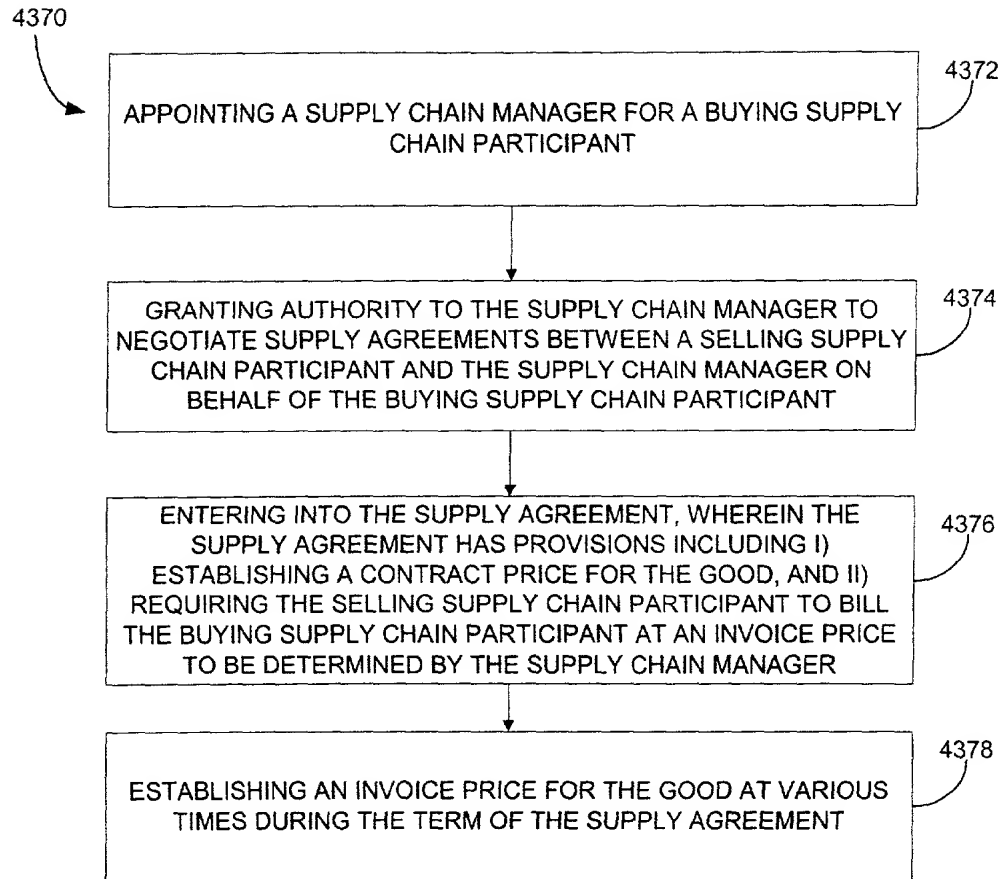 4370
4372
APPOINTING A SUPPLY CHAIN MANAGER FOR A BUYING SUPPLY
CHAIN PARTICIPANT
4374
GRANTING AUTHORITY TO THE SUPPLY CHAIN MANAGER TO
NEGOTIATE SUPPLY AGREEMENTS BETWEEN A SELLING SUPPLY
CHAIN PARTICIPANT AND THE SUPPLY CHAIN MANAGER ON
BEHALF OF THE BUYING SUPPLY CHAIN PARTICIPANT
4376
ENTERING INTO THE SUPPLY AGREEMENT, WHEREIN THE
SUPPLY AGREEMENT HAS PROVISIONS INCLUDING I)
ESTABLISHING A CONTRACT PRICE FOR THE GOOD, AND II)
REQUIRING THE SELLING SUPPLY CHAIN PARTICIPANT TO BILL
THE BUYING SUPPLY CHAIN PARTICIPANT AT AN INVOICE PRICE
TO BE DETERMINED BY THE SUPPLY CHAIN MANAGER
4378
ESTABLISHING AN INVOICE PRICE FOR THE GOOD AT VARIOUS
TIMES DURING THE TERM OF THE SUPPLY AGREEMENT